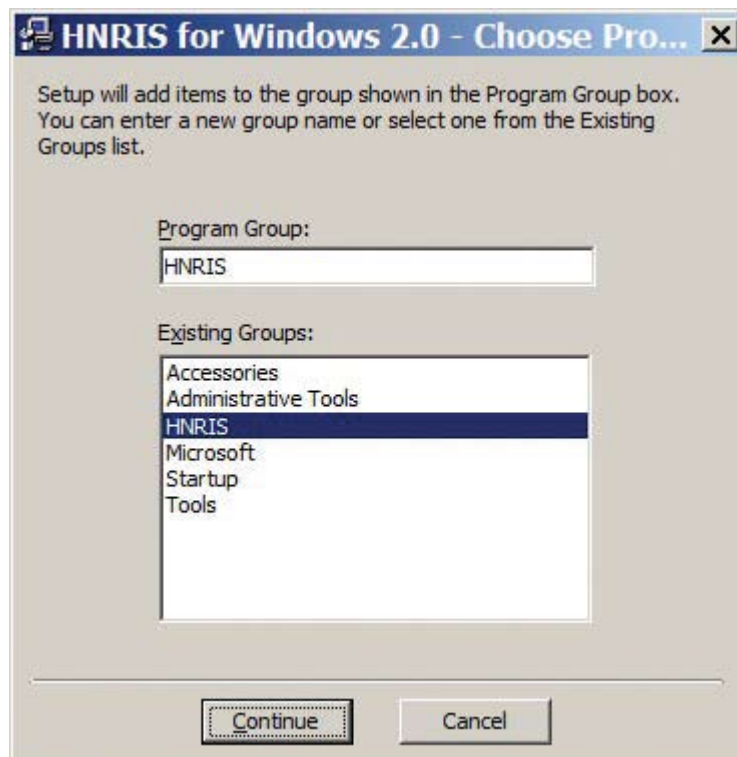 HNRIS for Windows 2.0 - Choose Pro...
Setup will add items to the group shown in the Program Group box.
You can enter a new group name or select one from the Existing
Groups list.
Program Group:
HNRIS
Existing Groups:
Accessories
Administrative Tools
HNRIS
Microsoft
Startup
Tools
Continue
Cancel